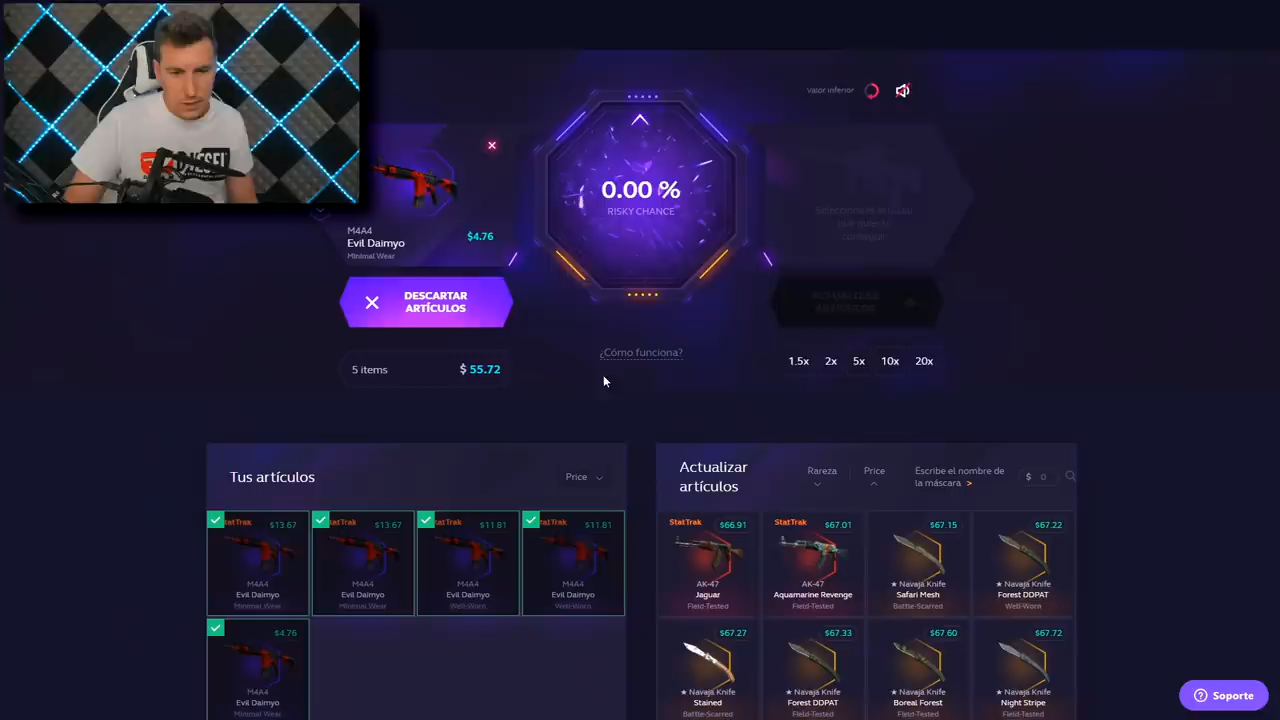 Valor inferior
0.00 %
RISKY CHANCE
M4A4
Evil Daimyo
$4.76
Minimal Wear
DESCARTAR
ARTÍCULOS
5 items
$ 55.72
¿Cómo funciona?
1.5x 2x 5x 10x 20x
DIESEL
Tus artículos
Price
StatTrak $13.67
M4A4
Evil Daimyo
Minimal Wear
StatTrak $13.67
M4A4
Evil Daimyo
Minimal Wear
StatTrak $11.81
M4A4
Evil Daimyo
Well-Worn
StatTrak $11.81
M4A4
Evil Daimyo
Well-Worn
$4.76
M4A4
Evil Daimyo
Minimal Wear
Actualizar
artículos
Rareza
Price
Escribe el nombre de
la máscara >
$ 0
StatTrak $66.91
AK-47
Jaguar
Field-Tested
StatTrak $67.01
AK-47
Aquamarine Revenge
Field-Tested
$67.15
★ Navaja Knife
Safari Mesh
Battle-Scarred
$67.22
★ Navaja Knife
Forest DDPAT
Well-Worn
$67.27
★ Navaja Knife
Stained
Battle-Scarred
$67.33
★ Navaja Knife
Forest DDPAT
Field-Tested
$67.60
★ Navaja Knife
Boreal Forest
Field-Tested
$67.72
★ Navaja Knife
Night Stripe
Field-Tested
Soporte